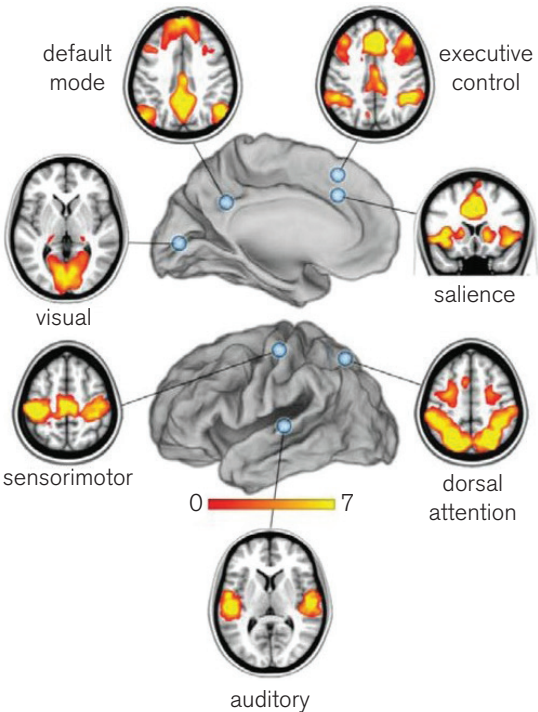 default
mode
executive
control
visual
salience
sensorimotor
0 7
dorsal
attention
auditory